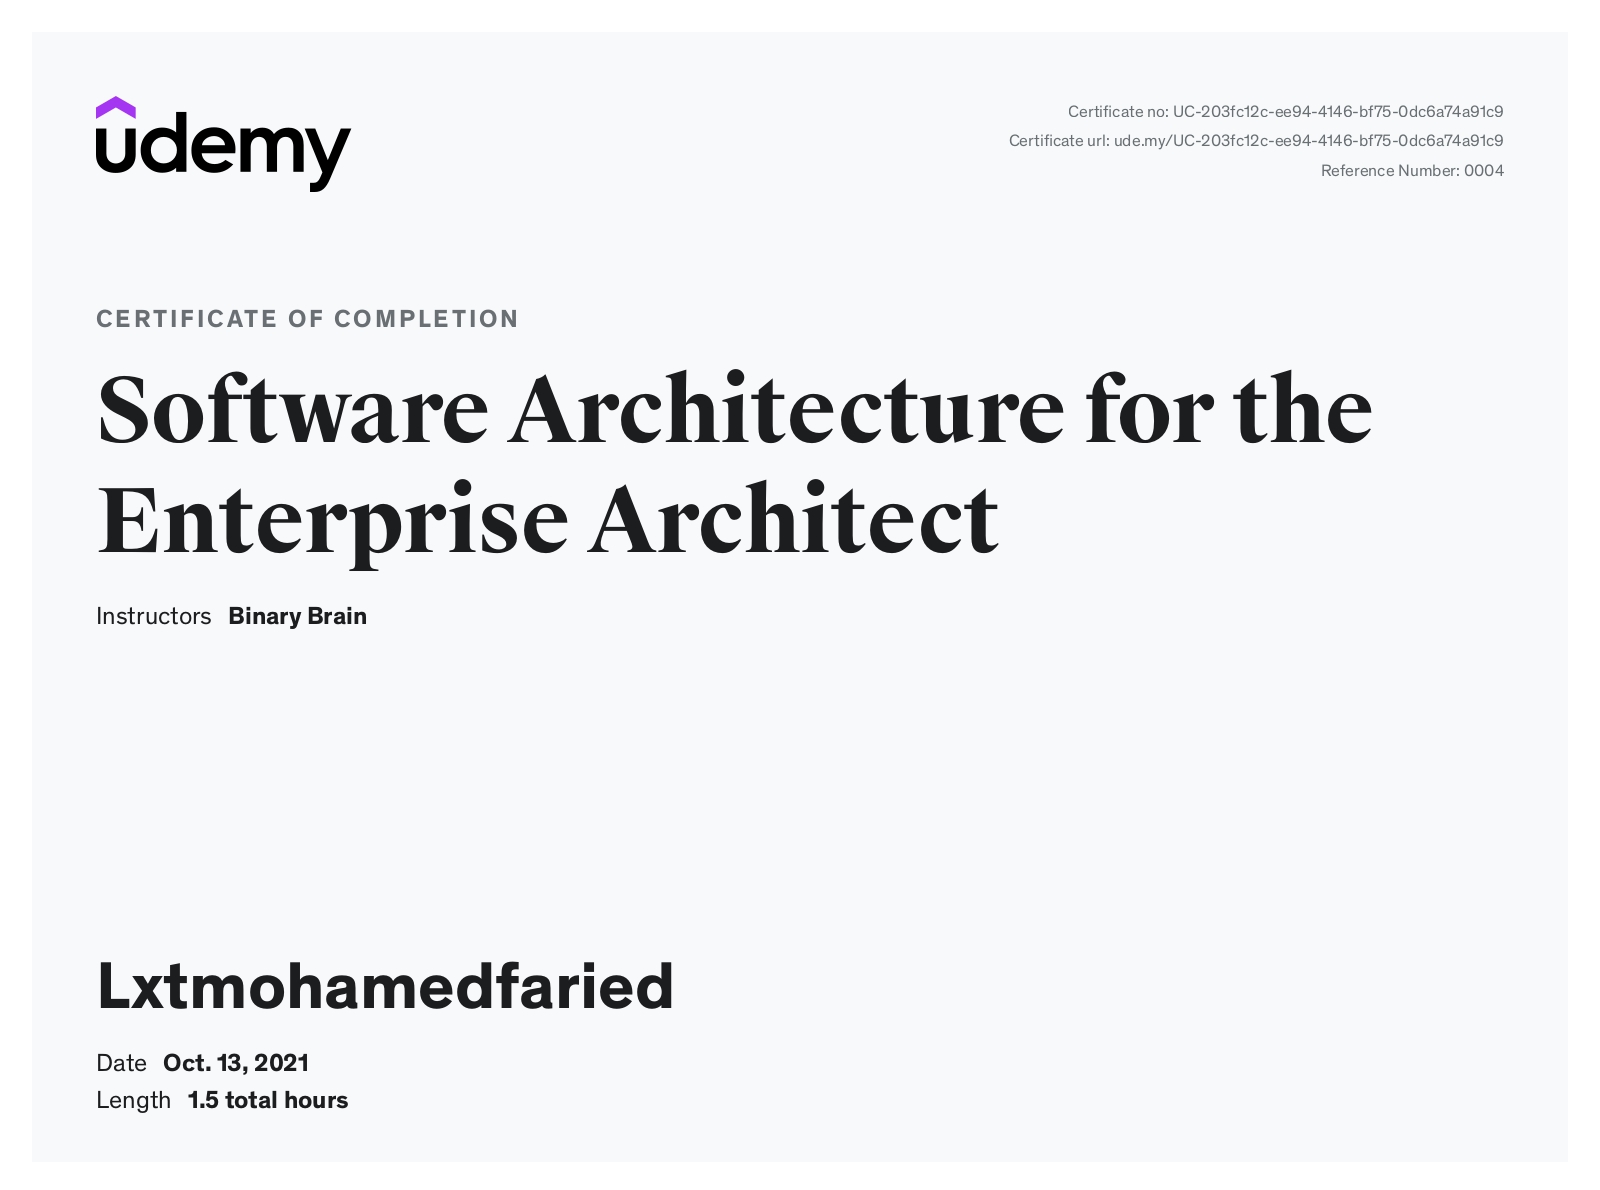 udemy
Certificate no: UC-203fc12c-ee94-4146-bf75-0dc6a74a91c9
Certificate url: ude.my/UC-203fc12c-ee94-4146-bf75-0dc6a74a91c9
Reference Number: 0004
CERTIFICATE OF COMPLETION
Software Architecture for the
Enterprise Architect
Instructors Binary Brain
Lxtmohamedfaried
Date Oct. 13, 2021
Length 1.5 total hours